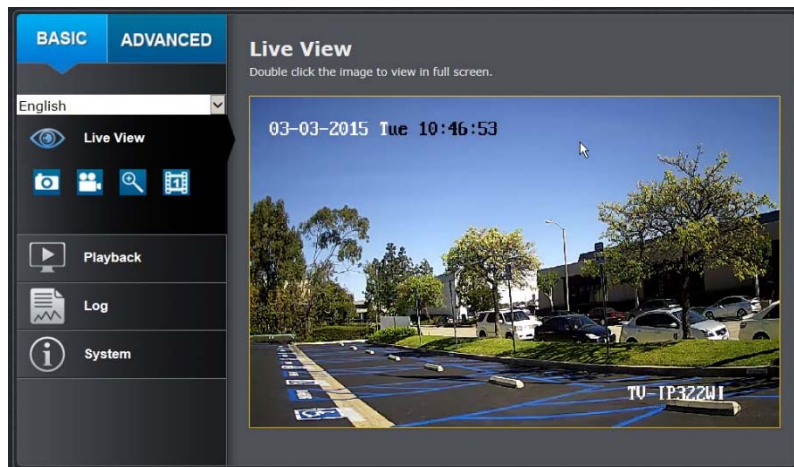 BASIC ADVANCED
Live View
Double click the image to view in full screen.
English
Live View
1
Playback
Log
System
03-03-2015 Tue 10:46:53
TV-IP322WI